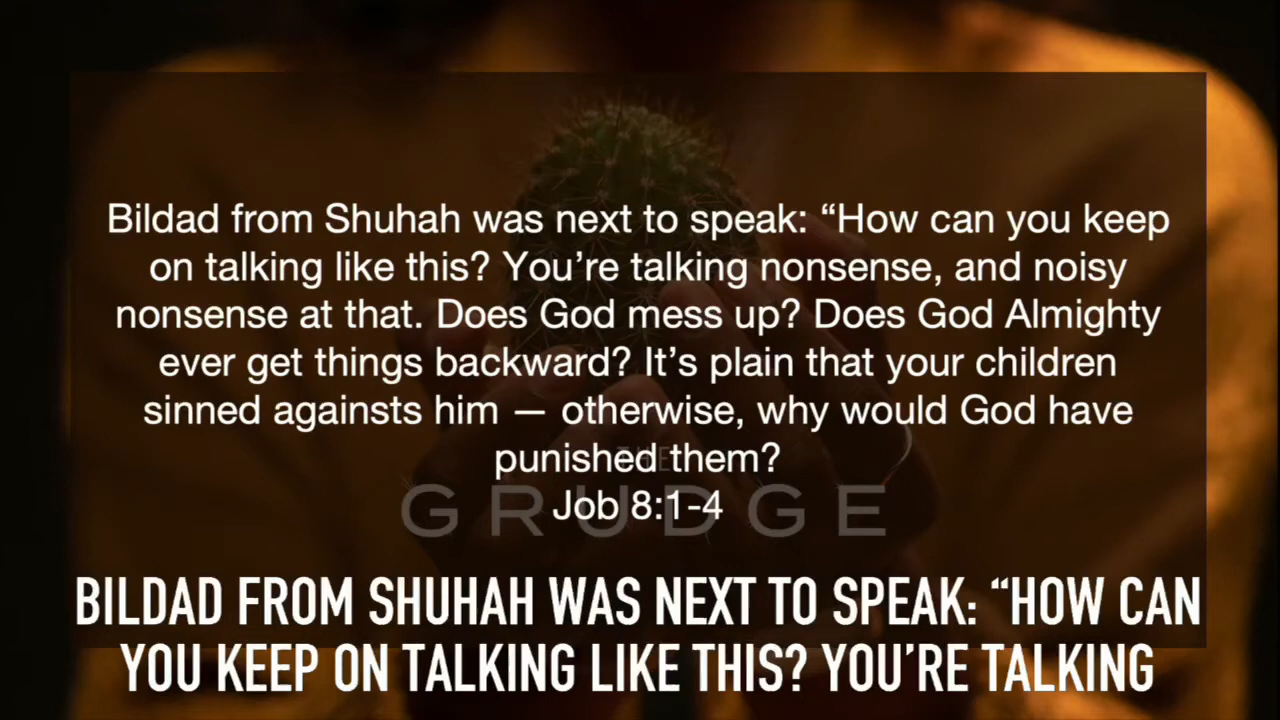 Bildad from Shuhah was next to speak: “How can you keep
on talking like this? You’re talking nonsense, and noisy
nonsense at that. Does God mess up? Does God Almighty
ever get things backward? It’s plain that your children
sinned againsts him — otherwise, why would God have
punished them?
THE
GRUDGE
Job 8:1-4
BILDAD FROM SHUHAH WAS NEXT TO SPEAK: “HOW CAN
YOU KEEP ON TALKING LIKE THIS? YOU’RE TALKING